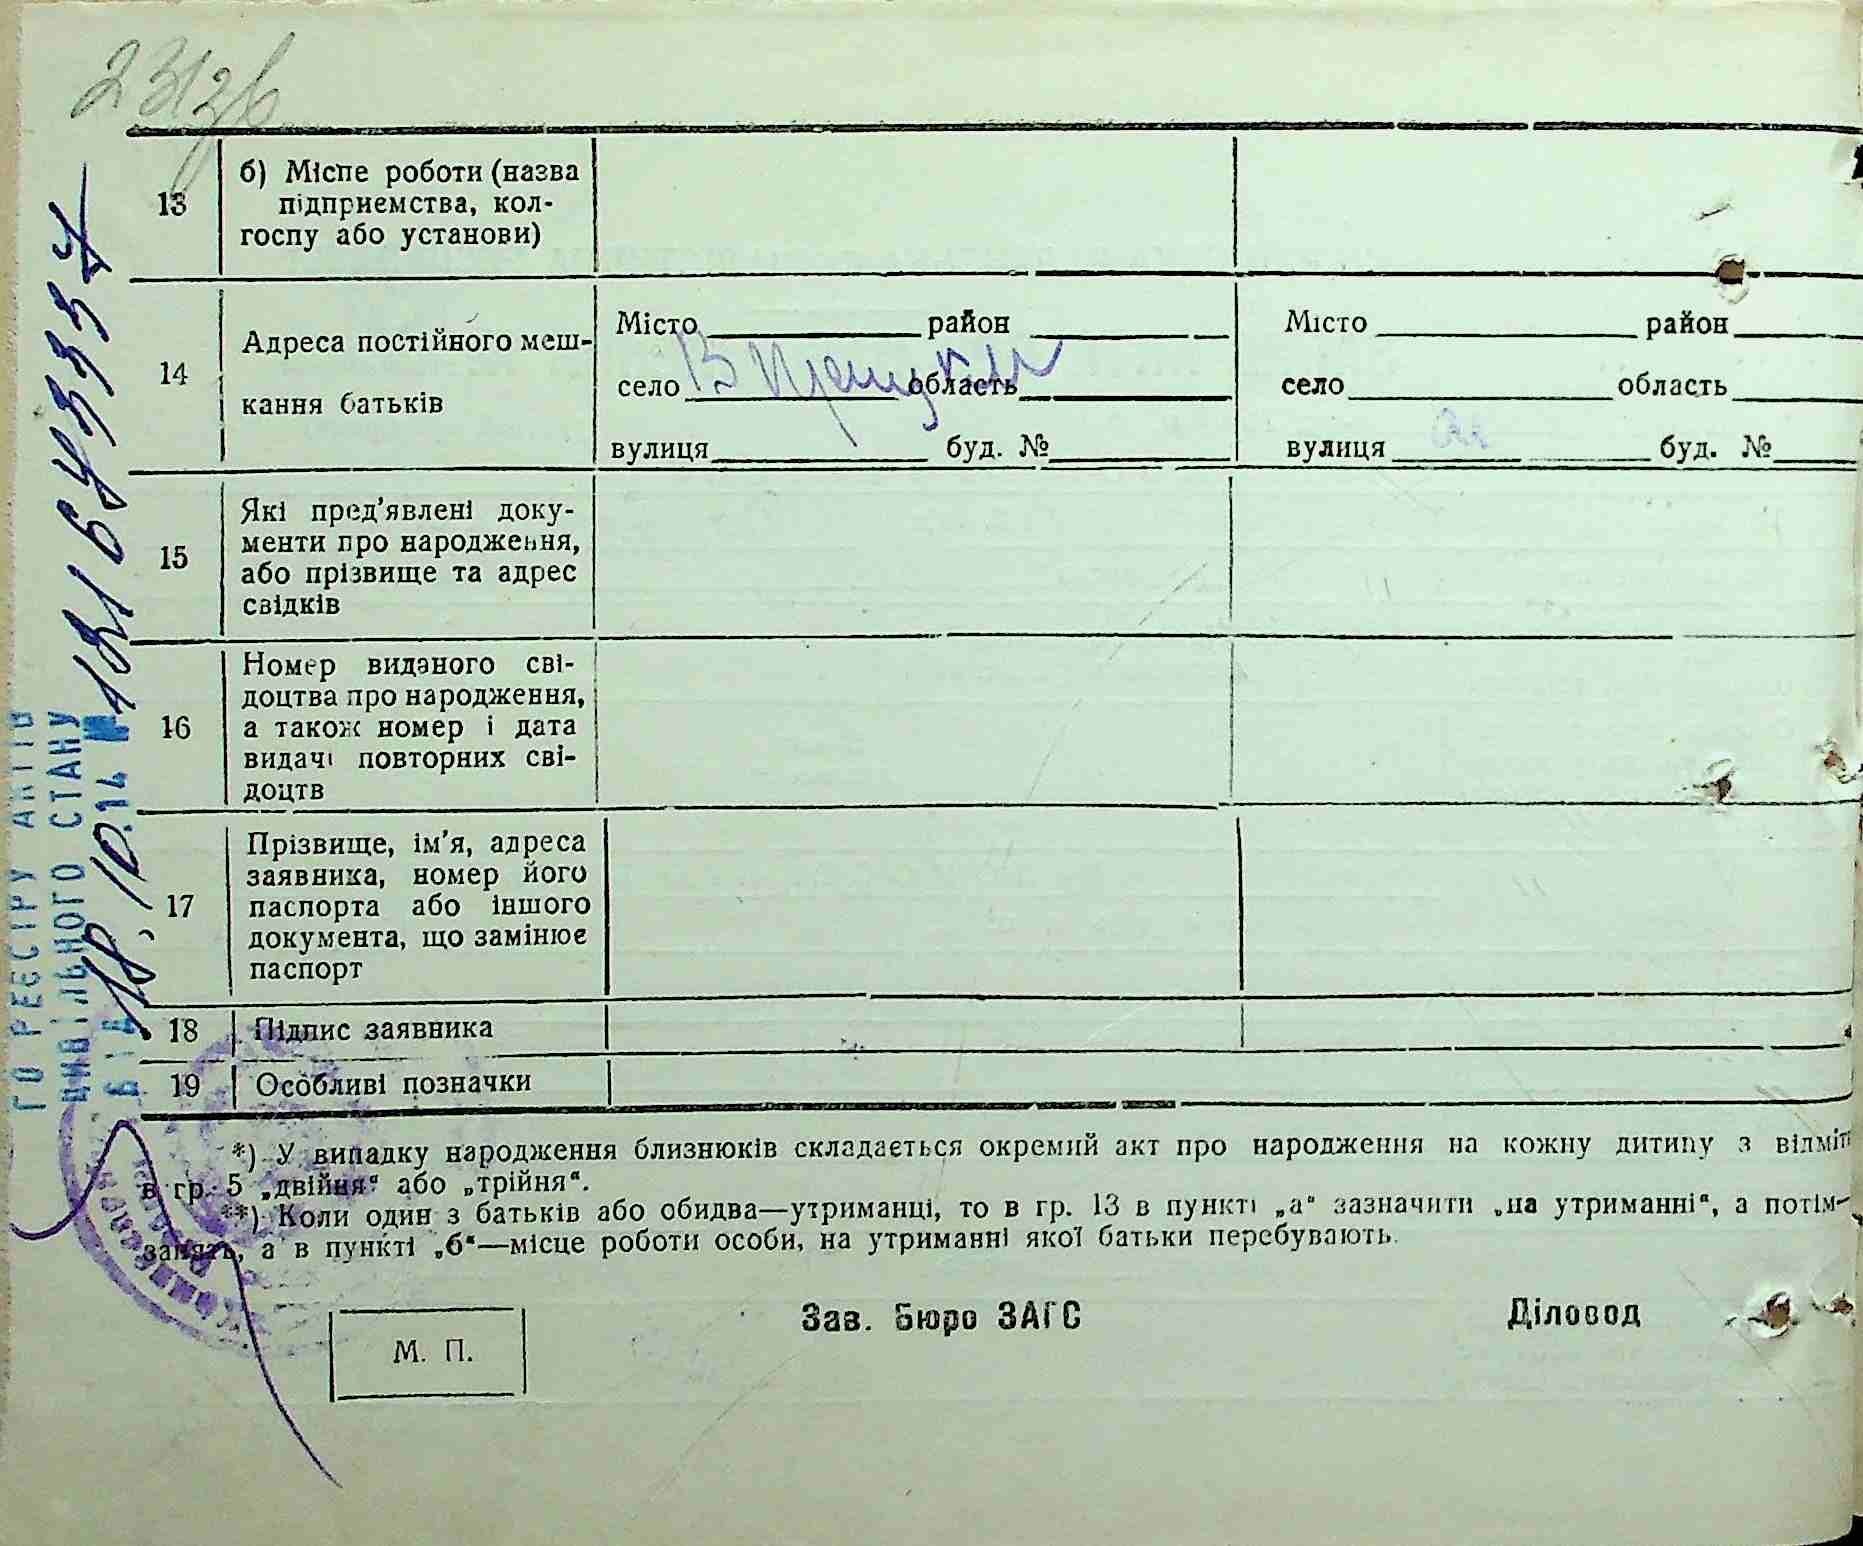 13
б) Місце роботи (назва
підприємства, кол-
госпу або установи)
14
Адреса постійного меш-
кання батьків
Місто район
село область
вулиця буд. №
Місто район
село область
вулиця буд. №
15
Які пред'явлені доку-
менти про народження,
або прізвище та адрес
свідків
16
Номер виданого сві-
доцтва про народження,
а також номер і дата
видачі повторних сві-
доцтв
17
Прізвище, ім'я, адреса
заявника, номер його
паспорта або іншого
документа, що замінює
паспорт
18 Підпис заявника
19 Особливі позначки
*) У випадку народження близнюків складається окремий акт про народження на кожну дитину з відміт
в гр. 5 „двійня“ або „трійня“.
**) Коли один з батьків або обидва—утриманці, то в гр. 13 в пункті „а“ зазначити „на утриманні“, а потім—
занять, а в пункті „б“—місце роботи особи, на утриманні якої батьки перебувають.
М. П.
Зав. Бюро ЗАГС
Діловод
ГО РЕЄСТРУ АКТІВ
ЦИВІЛЬНОГО СТАНУ
ВІД 18.10.14 №